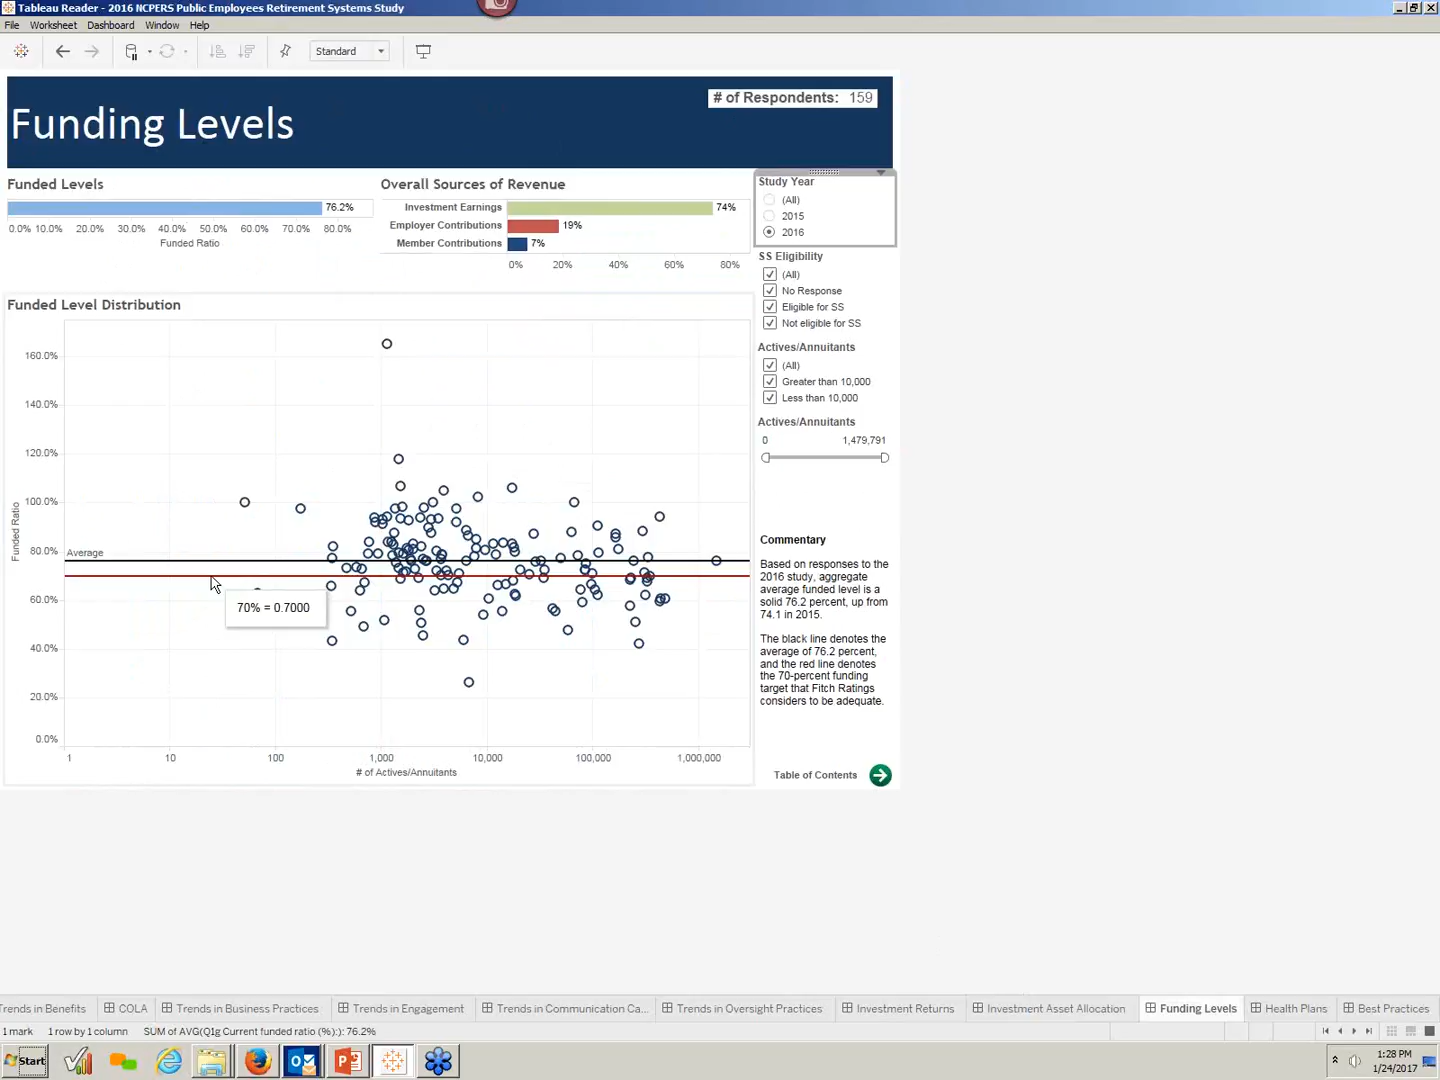 Tableau Reader - 2016 NCPERS Public Employees Retirement Systems Study
File Worksheet Dashboard Window Help
Standard
Funding Levels
# of Respondents: 159
Funded Levels
76.2%
0.0% 10.0% 20.0% 30.0% 40.0% 50.0% 60.0% 70.0% 80.0%
Funded Ratio
Overall Sources of Revenue
Investment Earnings 74%
Employer Contributions 19%
Member Contributions 7%
0% 20% 40% 60% 80%
Study Year
(All)
2015
2016
SS Eligibility
(All)
No Response
Eligible for SS
Not eligible for SS
Actives/Annuitants
(All)
Greater than 10,000
Less than 10,000
Actives/Annuitants
0 1,479,791
Funded Level Distribution
160.0%
140.0%
120.0%
100.0%
80.0%
60.0%
40.0%
20.0%
0.0%
Funded Ratio
Average
70% = 0.7000
1 10 100 1,000 10,000 100,000 1,000,000
# of Actives/Annuitants
Commentary
Based on responses to the
2016 study, aggregate
average funded level is a
solid 76.2 percent, up from
74.1 in 2015.
The black line denotes the
average of 76.2 percent,
and the red line denotes
the 70-percent funding
target that Fitch Ratings
considers to be adequate.
Table of Contents
Trends in Benefits COLA Trends in Business Practices Trends in Engagement Trends in Communication Ca... Trends in Oversight Practices Investment Returns Investment Asset Allocation Funding Levels Health Plans Best Practices
1 mark 1 row by 1 column SUM of AVG(Q1g Current funded ratio (%):): 76.2%
Start
1:28 PM
1/24/2017